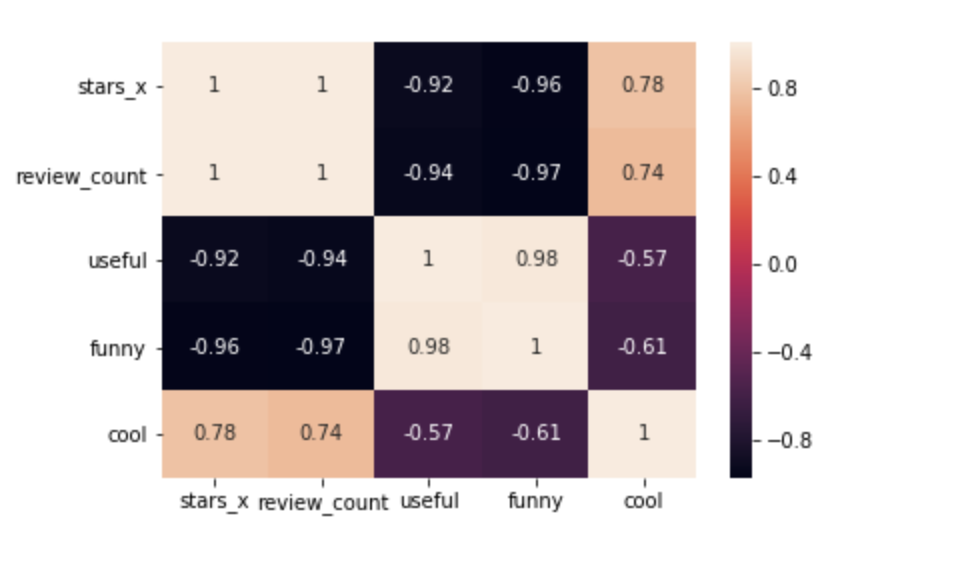 stars_x 1 1 -0.92 -0.96 0.78
review_count 1 1 -0.94 -0.97 0.74
useful -0.92 -0.94 1 0.98 -0.57
funny -0.96 -0.97 0.98 1 -0.61
cool 0.78 0.74 -0.57 -0.61 1
stars_x review_count useful funny cool
0.8
0.4
0.0
−0.4
−0.8